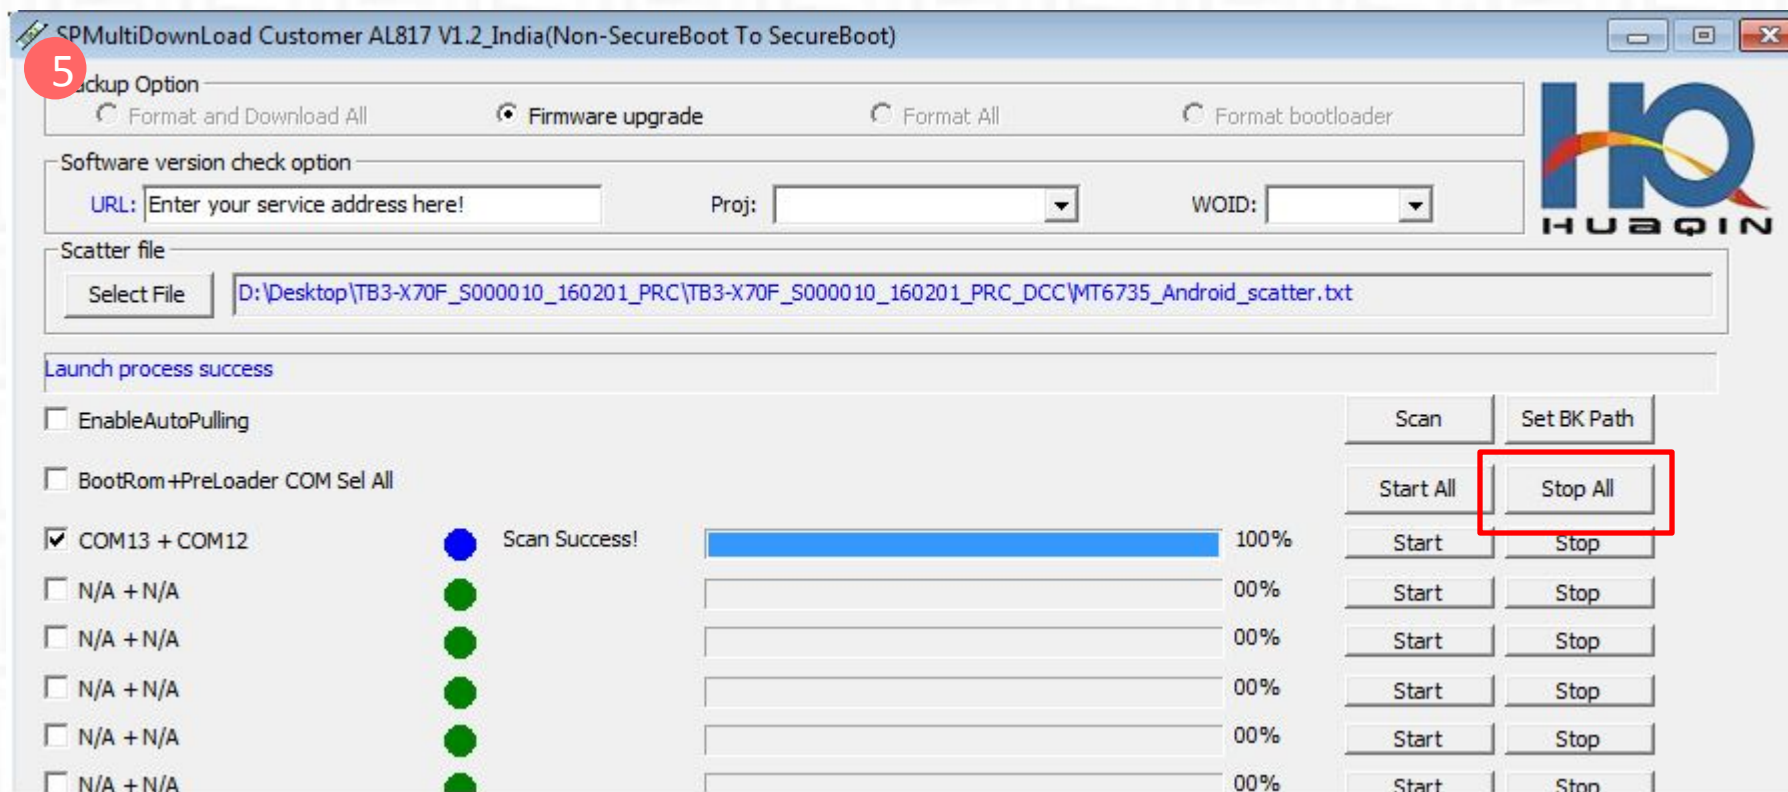 SPMultiDownLoad Customer AL817 V1.2_India(Non-SecureBoot To SecureBoot)
5
ackup Option
Format and Download All Firmware upgrade Format All Format bootloader
Software version check option
URL: Enter your service address here! Proj: WOID:
HUAQIN
Scatter file
Select File D:\Desktop\TB3-X70F_S000010_160201_PRC\TB3-X70F_S000010_160201_PRC_DCC\MT6735_Android_scatter.txt
Launch process success
EnableAutoPulling Scan Set BK Path
BootRom+PreLoader COM Sel All Start All Stop All
COM13 + COM12 Scan Success! 100% Start Stop
N/A + N/A 00% Start Stop
N/A + N/A 00% Start Stop
N/A + N/A 00% Start Stop
N/A + N/A 00% Start Stop
N/A + N/A 00% Start Stop